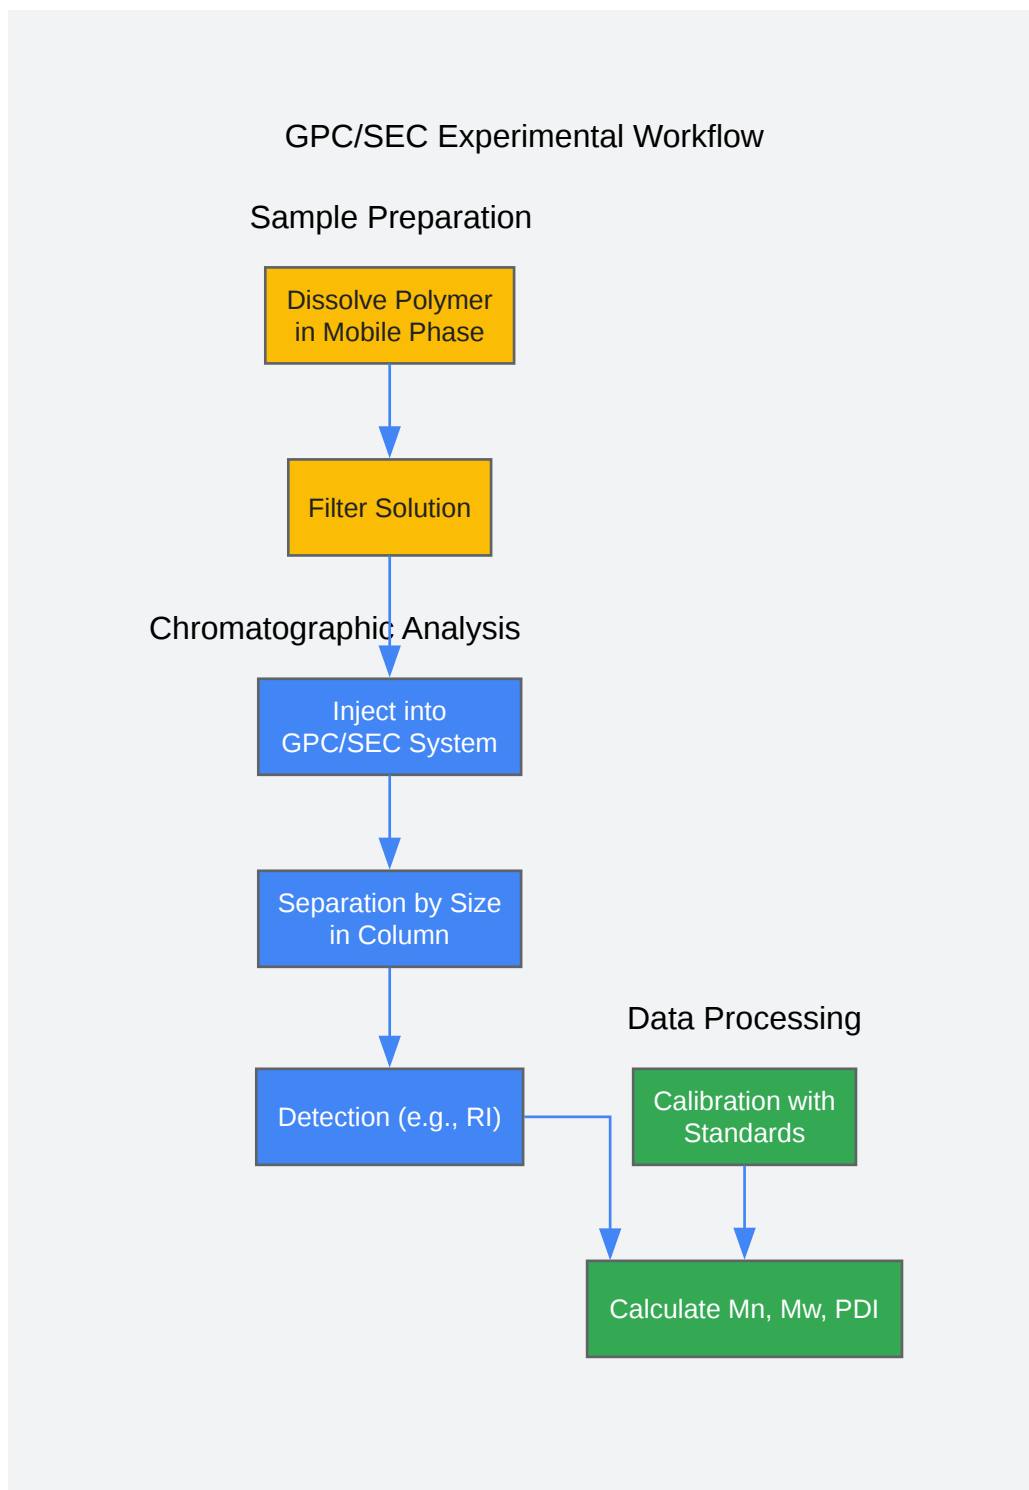 GPC/SEC Experimental Workflow
Sample Preparation
Dissolve Polymer
in Mobile Phase
Filter Solution
Chromatographic Analysis
Inject into
GPC/SEC System
Separation by Size
in Column
Detection (e.g., RI)
Data Processing
Calibration with
Standards
Calculate Mn, Mw, PDI